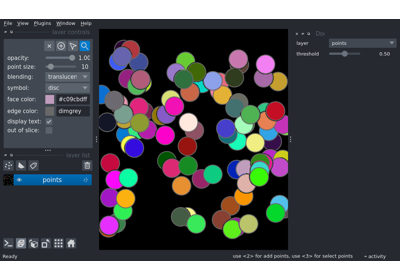 File View Plugins Window Help
layer controls
opacity: 1.00
point size: 10
blending: translucen
symbol: disc
face color: #c09cbdff
edge color: dimgrey
display text:
out of slice:
layer list
points
layer points
threshold 0.50
Ready
use <2> for add points, use <3> for select points
activity